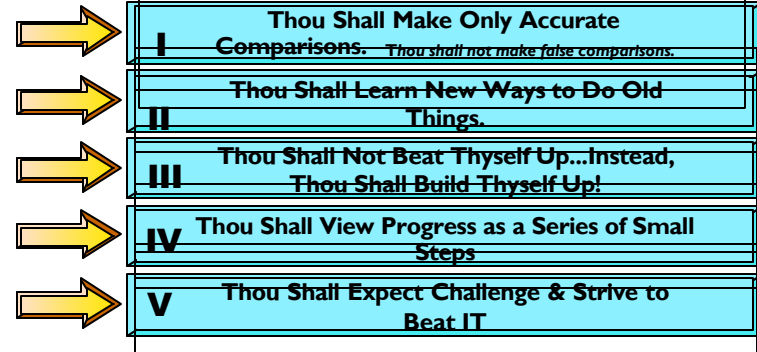 I
Thou Shall Make Only Accurate
Comparisons. Thou shall not make false comparisons.
II
Thou Shall Learn New Ways to Do Old
Things.
III
Thou Shall Not Beat Thyself Up...Instead,
Thou Shall Build Thyself Up!
IV
Thou Shall View Progress as a Series of Small
Steps
V
Thou Shall Expect Challenge & Strive to
Beat IT